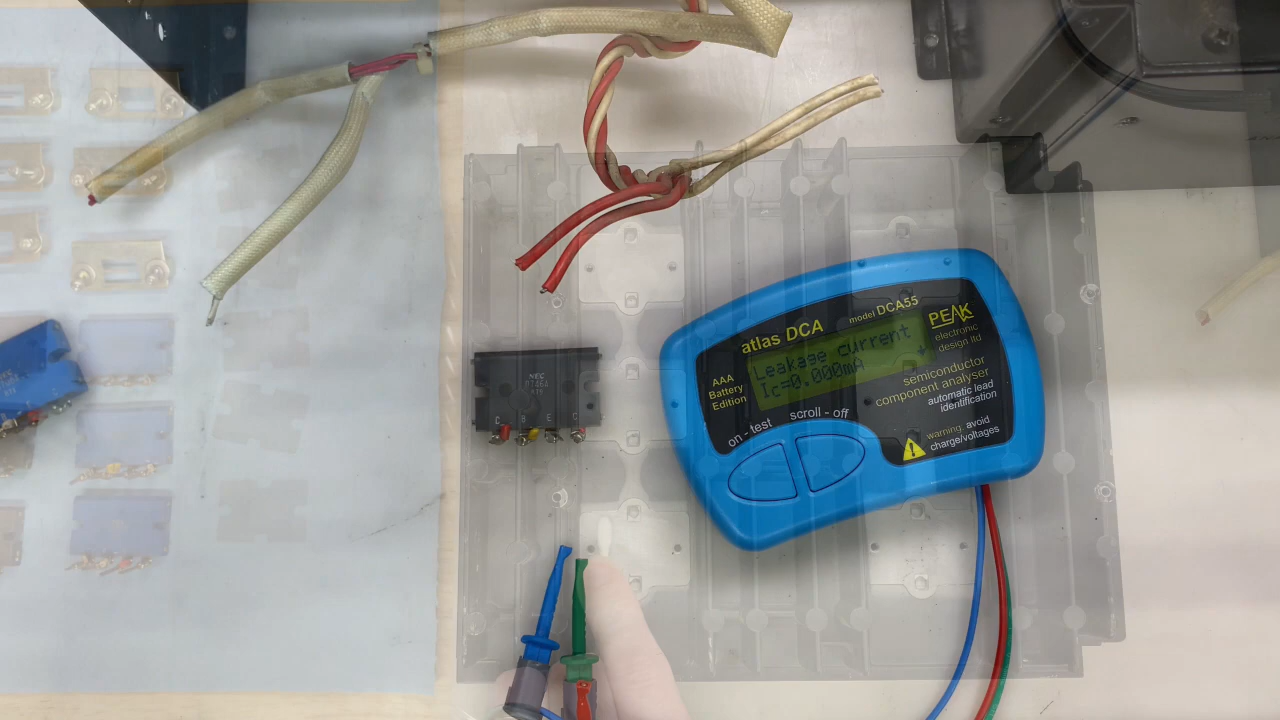 atlas DCA
model DCA55
PEAK
electronic
design ltd
Leakage current
Ic=0.000mA
AAA
Battery
Edition
semiconductor
component analyser
automatic lead
identification
on - test
scroll - off
warning. avoid
charge/voltages
NEC
B
E